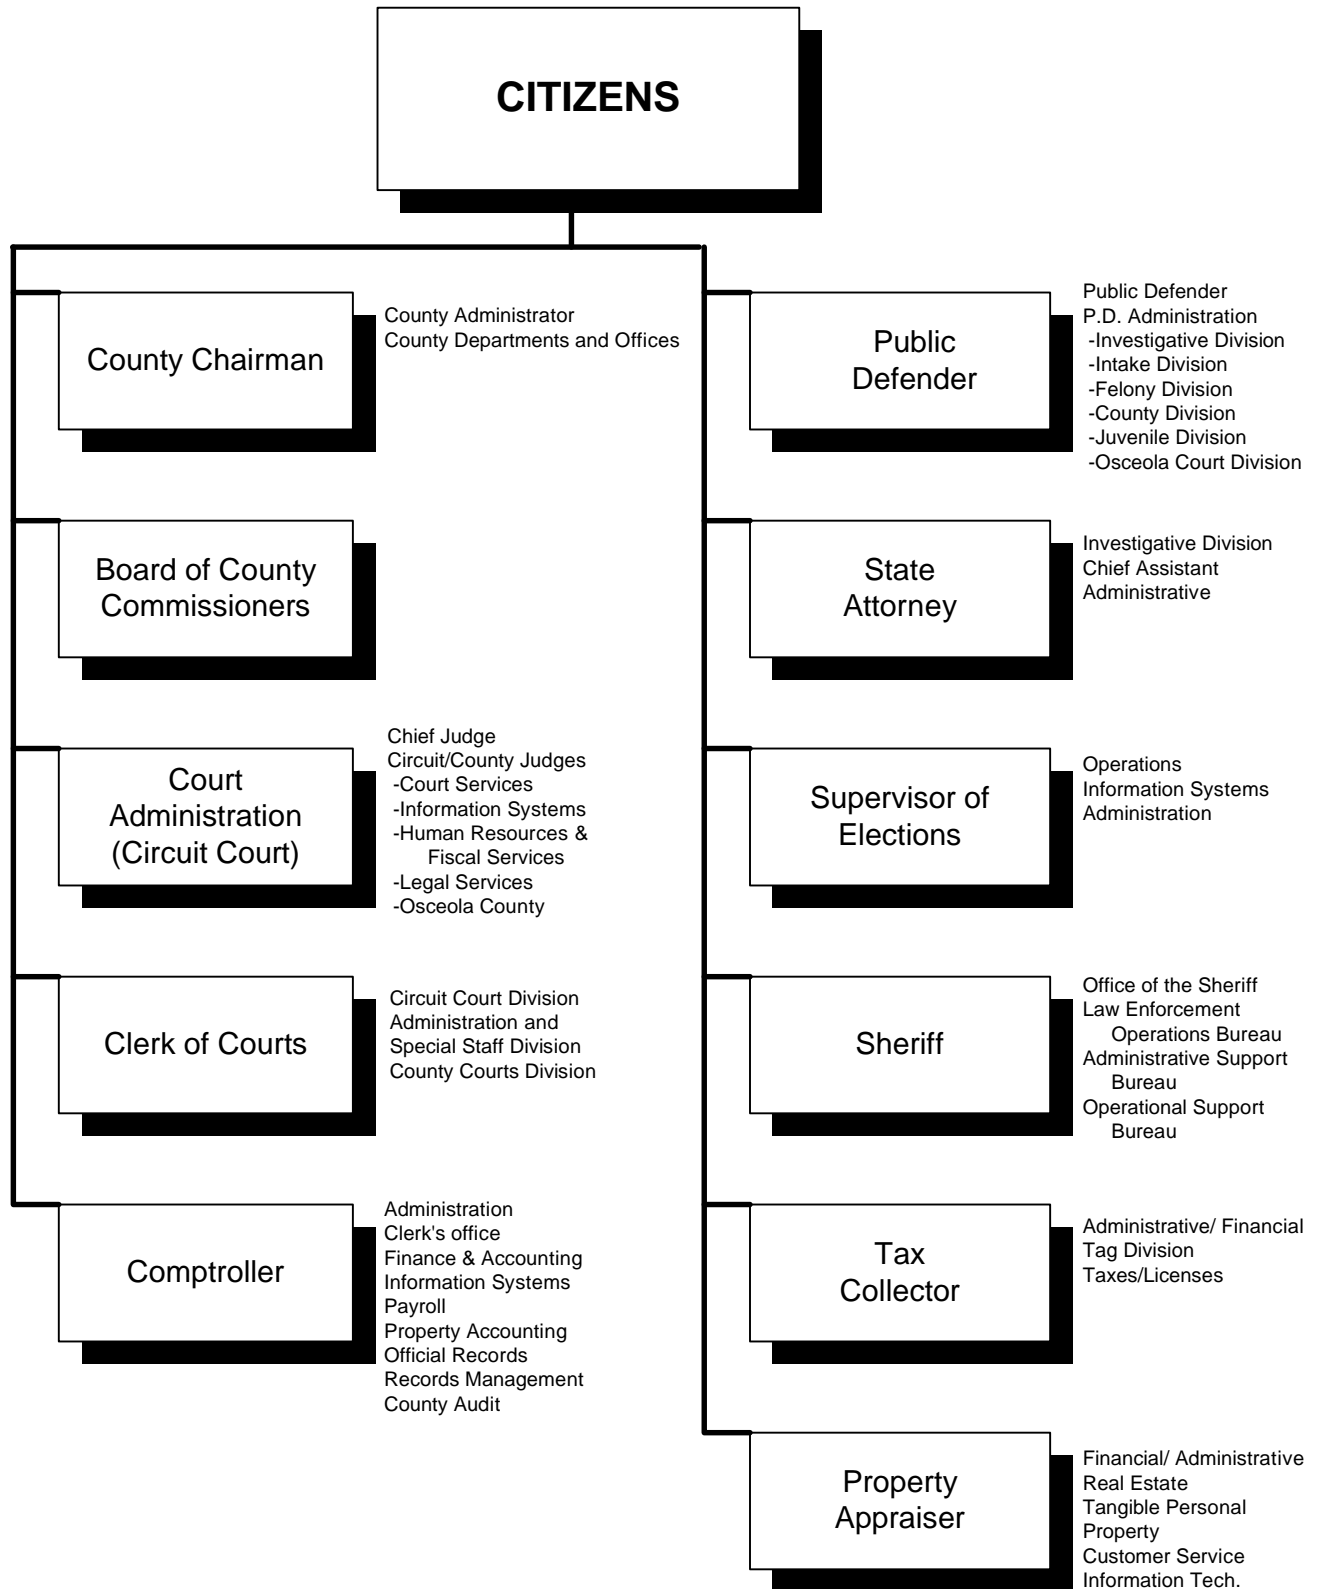 CITIZENS
County Chairman
County Administrator
County Departments and Offices
Board of County
Commissioners
Court
Administration
(Circuit Court)
Chief Judge
Circuit/County Judges
-Court Services
-Information Systems
-Human Resources &
Fiscal Services
-Legal Services
-Osceola County
Clerk of Courts
Circuit Court Division
Administration and
Special Staff Division
County Courts Division
Comptroller
Administration
Clerk's office
Finance & Accounting
Information Systems
Payroll
Property Accounting
Official Records
Records Management
County Audit
Public
Defender
Public Defender
P.D. Administration
-Investigative Division
-Intake Division
-Felony Division
-County Division
-Juvenile Division
-Osceola Court Division
State
Attorney
Investigative Division
Chief Assistant
Administrative
Supervisor of
Elections
Operations
Information Systems
Administration
Sheriff
Office of the Sheriff
Law Enforcement
Operations Bureau
Administrative Support
Bureau
Operational Support
Bureau
Tax
Collector
Administrative/ Financial
Tag Division
Taxes/Licenses
Property
Appraiser
Financial/ Administrative
Real Estate
Tangible Personal
Property
Customer Service
Information Tech.